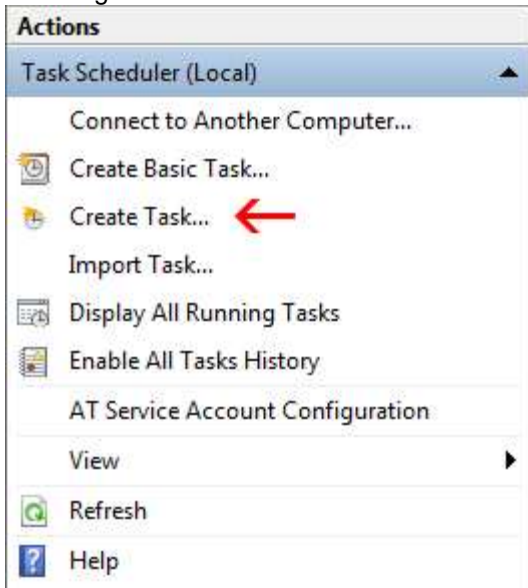 Actions
Task Scheduler (Local)
Connect to Another Computer...
Create Basic Task...
Create Task...
Import Task...
Display All Running Tasks
Enable All Tasks History
AT Service Account Configuration
View
Refresh
Help